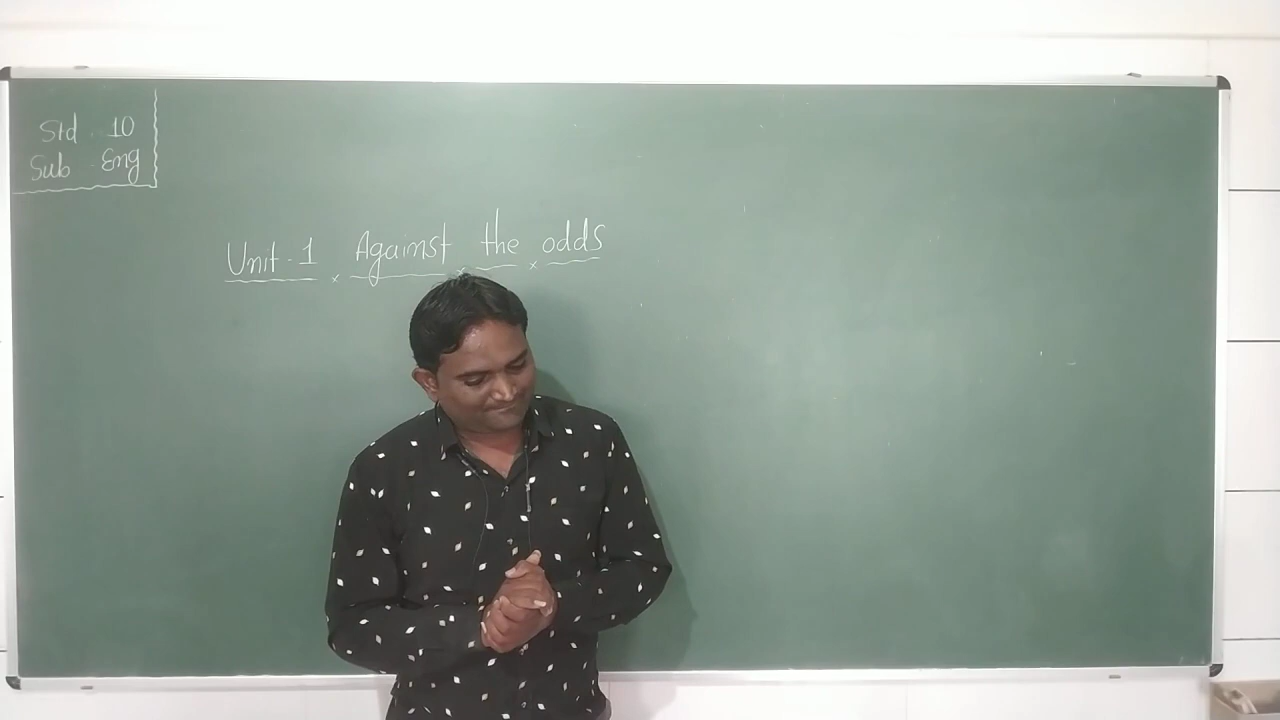 Std - 10
Sub - Eng
Unit - 1 Against the odds